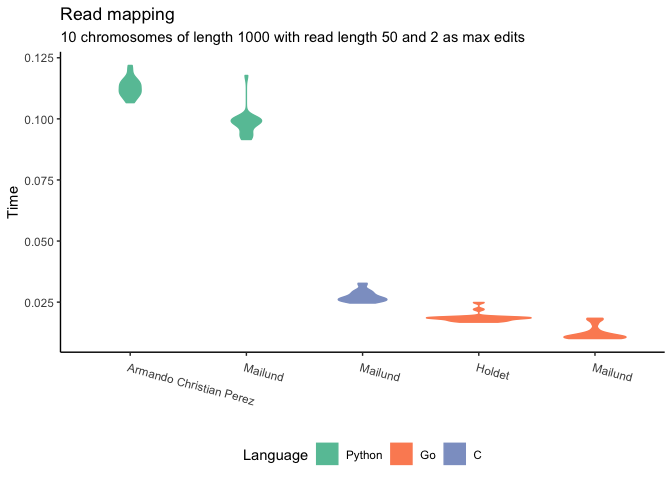 Read mapping
10 chromosomes of length 1000 with read length 50 and 2 as max edits
0.125
0.100
0.075
0.050
0.025
Time
Armando Christian Perez
Mailund
Mailund
Holdet
Mailund
Language Python Go C